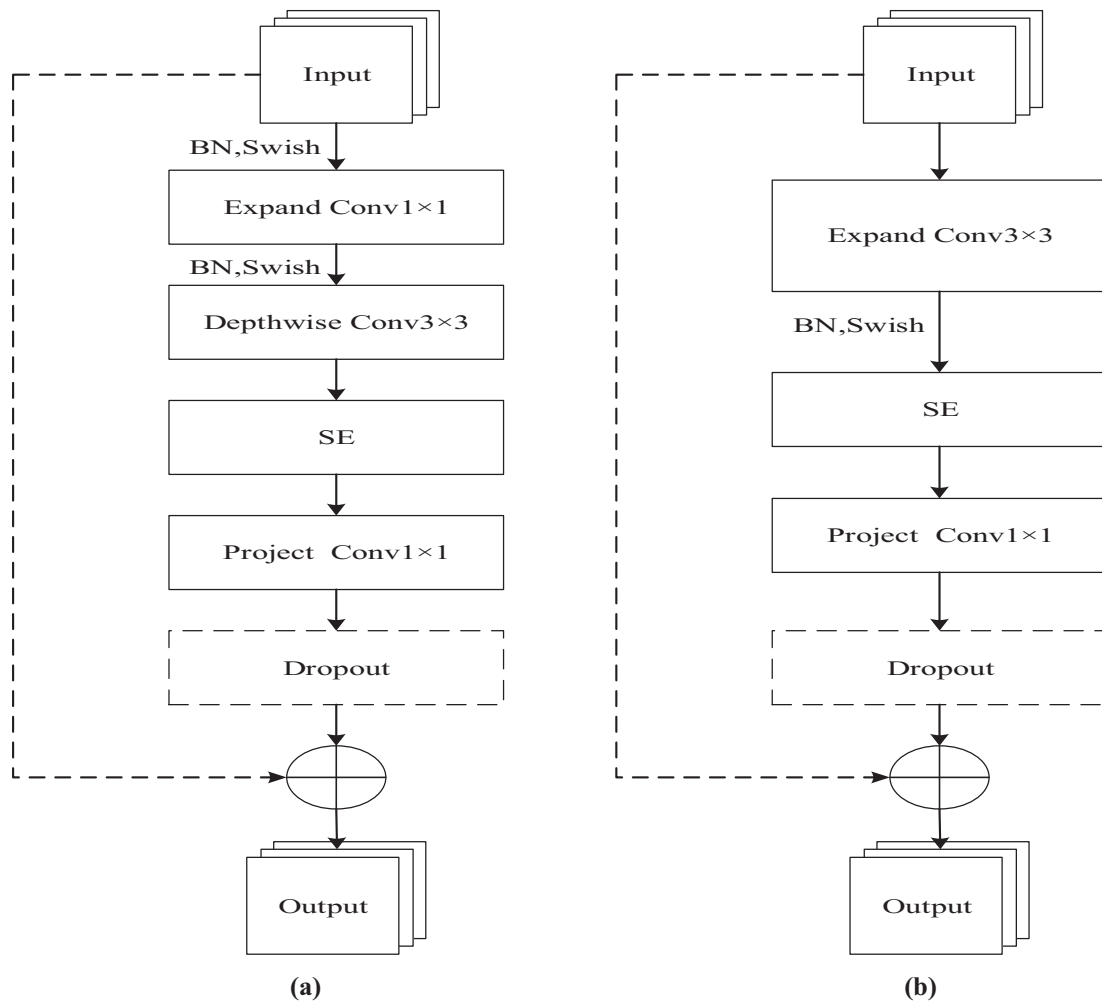 Input
BN,Swish
Expand Conv1×1
BN,Swish
Depthwise Conv3×3
SE
Project Conv1×1
Dropout
Output
(a)
Input
Expand Conv3×3
BN,Swish
SE
Project Conv1×1
Dropout
Output
(b)